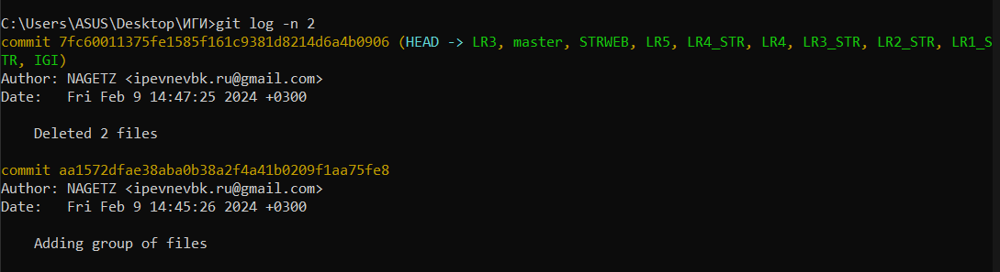 C:\Users\ASUS\Desktop\ИГИ>git log -n 2
commit 7fc60011375fe1585f161c9381d8214d6a4b0906 (HEAD -> LR3, master, STRWEB, LR5, LR4_STR, LR4, LR3_STR, LR2_STR, LR1_S
TR, IGI)
Author: NAGETZ <ipevnevbk.ru@gmail.com>
Date:   Fri Feb 9 14:47:25 2024 +0300
    Deleted 2 files
commit aa1572dfae38aba0b38a2f4a41b0209f1aa75fe8
Author: NAGETZ <ipevnevbk.ru@gmail.com>
Date:   Fri Feb 9 14:45:26 2024 +0300
    Adding group of files